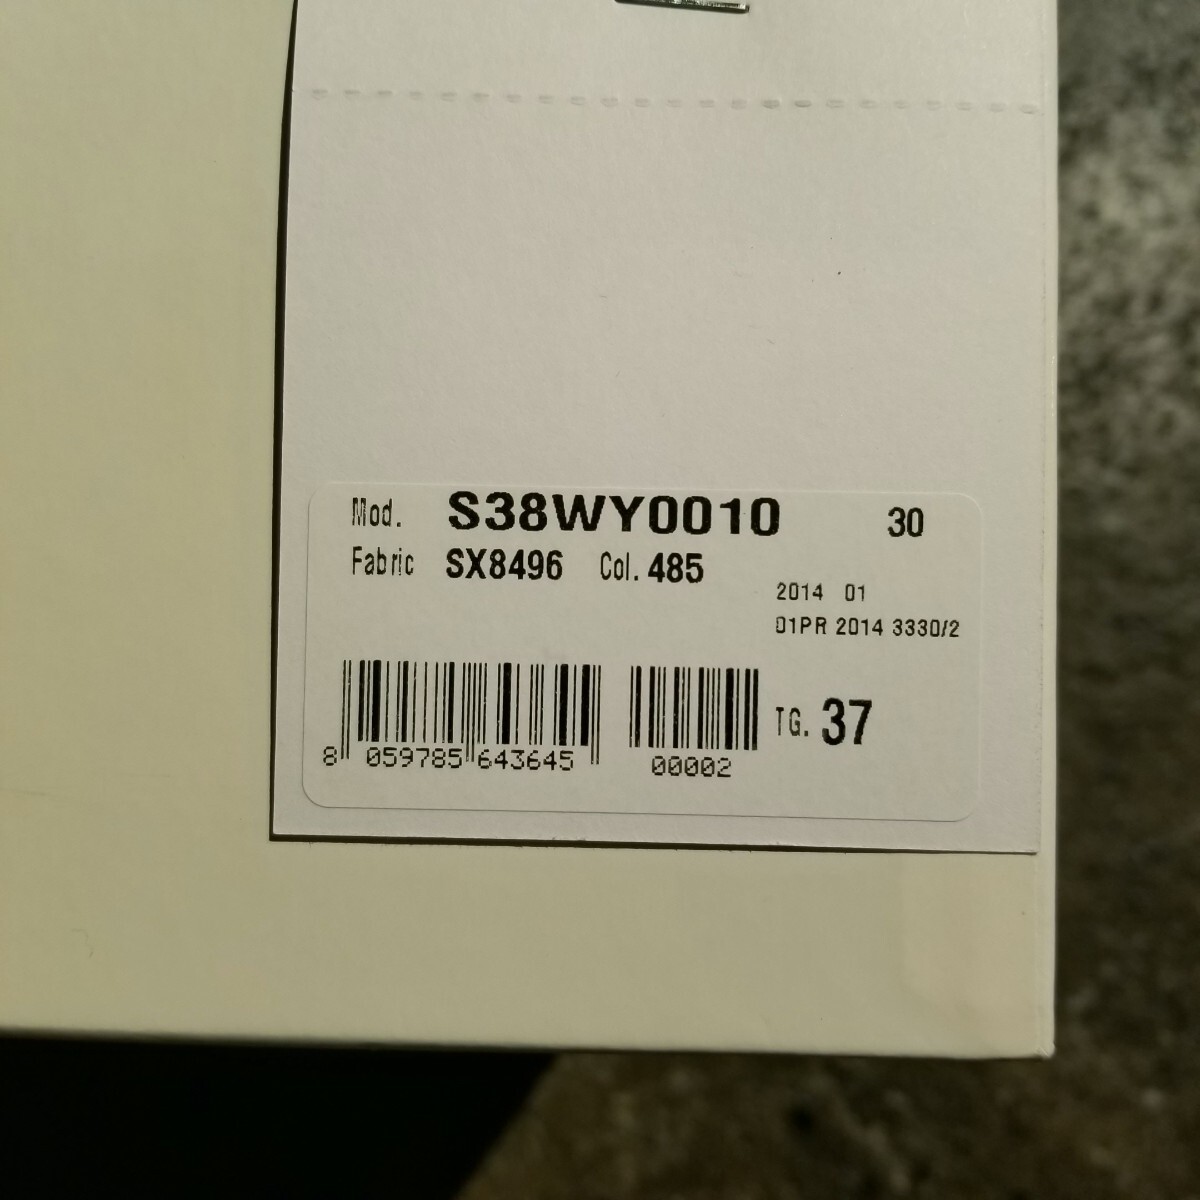 Mod. S38WY0010 30
Fabric SX8496 Col. 485
2014 01
01PR 2014 3330/2
TG. 37
8 059785 643645 00002